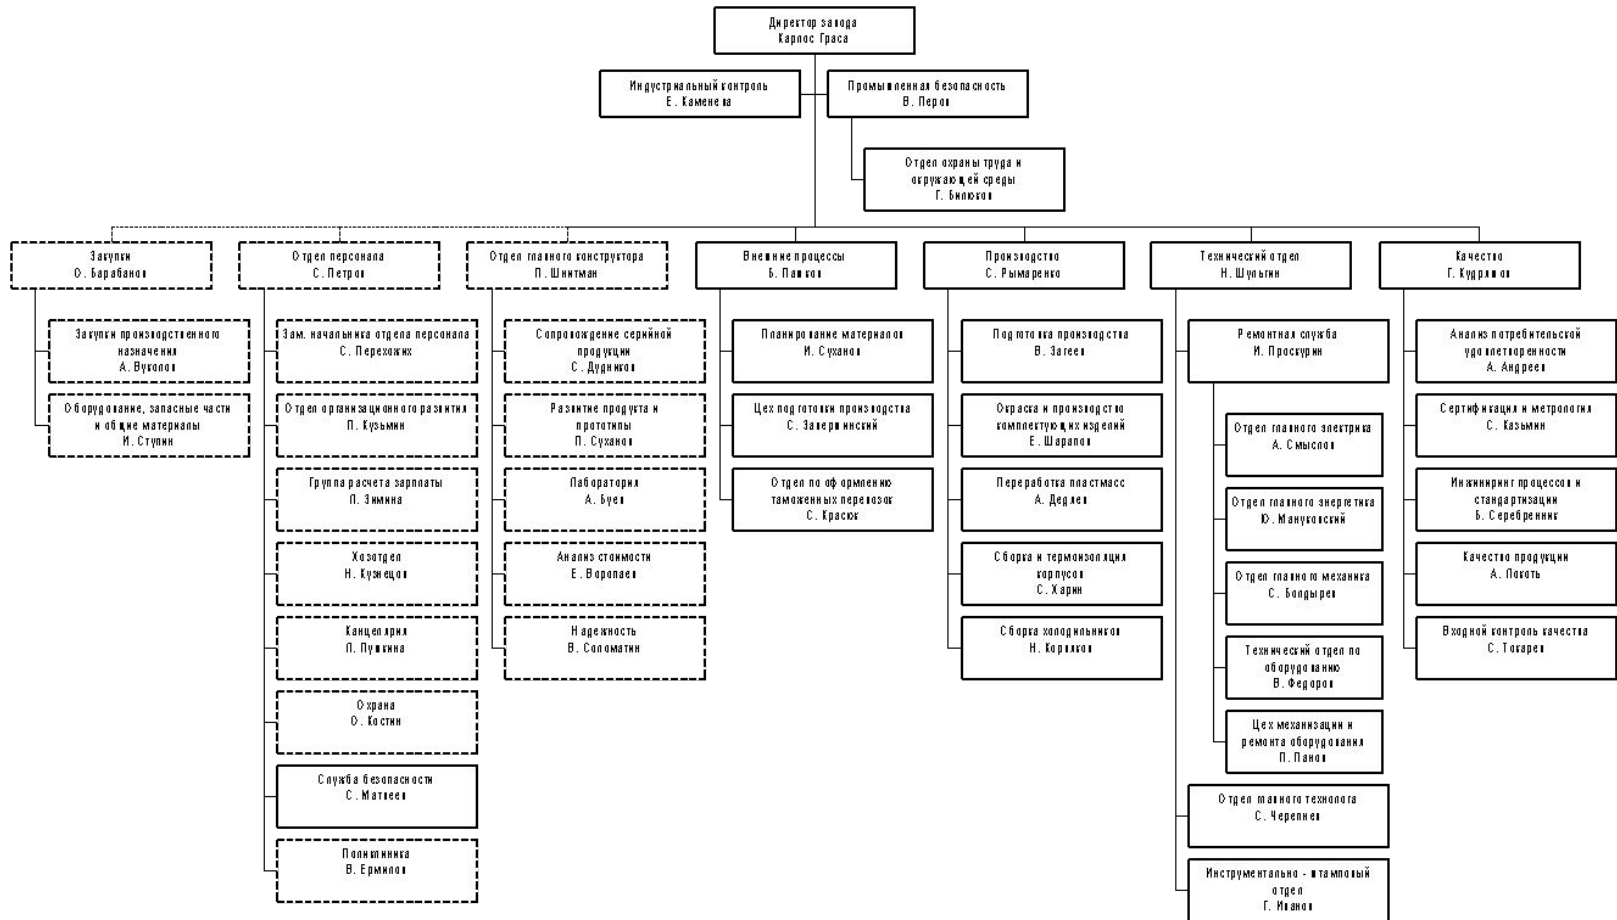 Директор завода
Карлос Граса
Индустриальный контроль
Е. Каменева
Промышленная безопасность
В. Перов
Отдел охраны труда и
окружающей среды
Г. Билюков
Закупки
О. Барабанов
Закупки производственного
назначения
А. Вуколов
Оборудование, запасные части
и общие материалы
И. Ступин
Отдел персонала
С. Петров
Зам. начальника отдела персонала
С. Перехожих
Отдел организационного развития
П. Кузьмин
Группа расчета зарплаты
Л. Зимина
Хозотдел
Н. Кузнецов
Канцелярия
Л. Пушкина
Охрана
О. Костин
Служба безопасности
С. Матвеев
Поликлиника
В. Ермилов
Отдел главного конструктора
П. Шнитман
Сопровождение серийной
продукции
С. Дудников
Развитие продукта и
прототипы
П. Суханов
Лаборатория
А. Буев
Анализ стоимости
Е. Воропаев
Надежность
В. Соломатин
Внешние процессы
Б. Пашков
Планирование материалов
И. Суханов
Цех подготовки производства
С. Завершинский
Отдел по оформлению
таможенных перевозок
С. Красюк
Производство
С. Рымаренко
Подготовка производства
В. Загеев
Окраска и производство
комплектующих изделий
Е. Шарапов
Переработка пластмасс
А. Дедяев
Сборка и термоизоляция
корпусов
С. Харин
Сборка холодильников
Н. Корвяков
Технический отдел
Н. Шульгин
Ремонтная служба
И. Проскурин
Отдел главного электрика
А. Смыслов
Отдел главного энергетика
Ю. Мануковский
Отдел главного механика
С. Болдырев
Технический отдел по
оборудованию
В. Федоров
Цех механизации и
ремонта оборудования
П. Панов
Отдел главного технолога
С. Черепнев
Инструментально - штамповый
отдел
Г. Иванов
Качество
Г. Кудряшов
Анализ потребительской
удовлетворенности
А. Андреев
Сертификация и метрология
С. Казьмин
Инжиниринг процессов и
стандартизации
Б. Серебренник
Качество продукции
А. Локоть
Входной контроль качества
С. Токарев